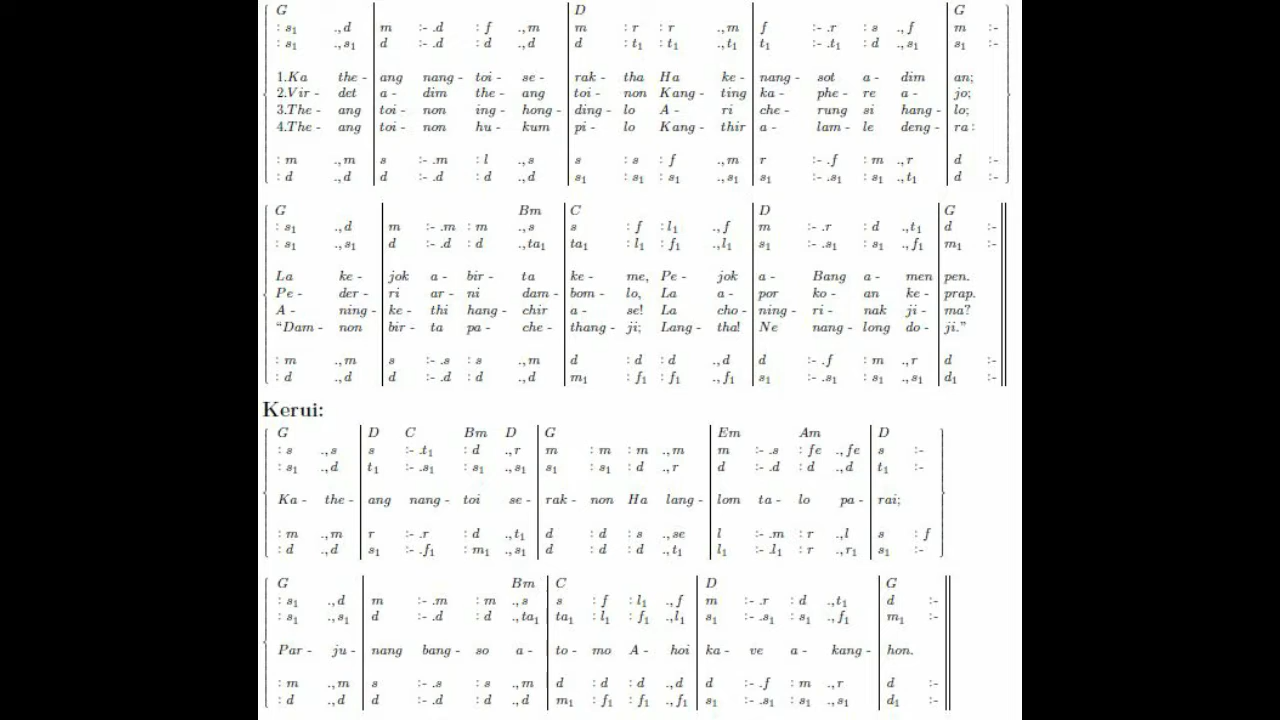 G D G
: s₁ ., d m :- .d : f ., m m : r : r ., m f :- .r : s ., f m :-
: s₁ ., s₁ d :- .d : d ., d d : t₁ : t₁ ., t₁ t₁ :- .t₁ : d ., s₁ s₁ :-
1.Ka the - ang nang - toi - se - rak - tha Ha ke - nang - sot a - dim an;
2.Vir - det a - dim the - ang toi - non Kang - ting ka - phe - re a - jo;
3.The - ang toi - non ing - hong - ding - lo A - ri che - rung si hang - lo;
4.The - ang toi - non hu - kum pi - lo Kang - thir a - lam - le deng - ra:
: m ., m s :- .m : l ., s s : s : f ., m r :- .f : m ., r d :-
: d ., d d :- .d : d ., d s₁ : s₁ : s₁ ., s₁ s₁ :- .s₁ : s₁ ., t₁ d :-
G Bm C D G
: s₁ ., d m :- .m : m ., s s : f : l₁ ., f m :- .r : d ., t₁ d :-
: s₁ ., s₁ d :- .d : d ., ta₁ ta₁ : l₁ : f₁ ., l₁ s₁ :- .s₁ : s₁ ., f₁ m₁ :-
La ke - jok a - bir - ta ke - me, Pe - jok a - Bang a - men pen.
Pe - der - ri ar - ni dam - bom - lo, La a - por ko - an ke - prap.
A - ning - ke - thi hang - chir a - se! La cho - ning - ri - nak ji - ma?
“Dam - non bir - ta pa - che - thang - ji; Lang - tha! Ne nang - long do - ji.”
: m ., m s :- .s : s ., m d : d : d ., d d :- .f : m ., r d :-
: d ., d d :- .d : d ., d m₁ : f₁ : f₁ ., f₁ s₁ :- .s₁ : s₁ ., s₁ d₁ :-
Kerui:
G D C Bm D G Em Am D
: s ., s s :- .t₁ : d ., r m : m : m ., m m :- .s : fe ., fe s :-
: s₁ ., d t₁ :- .s₁ : s₁ ., s₁ s₁ : s₁ : d ., r d :- .d : d ., d t₁ :-
Ka - the - ang nang - toi se - rak - non Ha lang - lom ta - lo pa - rai;
: m ., m r :- .r : d ., t₁ d : d : s ., se l :- .m : r ., l s : f
: d ., d s₁ :- .f₁ : m₁ ., s₁ d : d : d ., t₁ l₁ :- .l₁ : r ., r₁ s₁ :-
G Bm C D G
: s₁ ., d m :- .m : m ., s s : f : l₁ ., f m :- .r : d ., t₁ d :-
: s₁ ., s₁ d :- .d : d ., ta₁ ta₁ : l₁ : f₁ ., l₁ s₁ :- .s₁ : s₁ ., f₁ m₁ :-
Par - ju - nang bang - so a - to - mo A - hoi ka - ve a - kang - hon.
: m ., m s :- .s : s ., m d : d : d ., d d :- .f : m ., r d :-
: d ., d d :- .d : d ., d m₁ : f₁ : f₁ ., f₁ s₁ :- .s₁ : s₁ ., s₁ d₁ :-